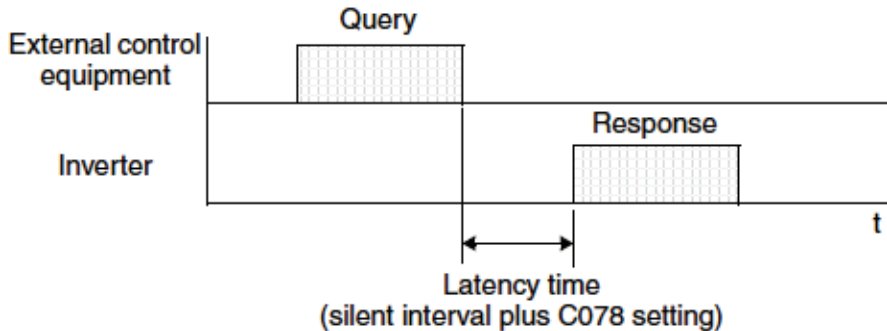 Query
External control
equipment
Response
Inverter
t
Latency time
(silent interval plus C078 setting)